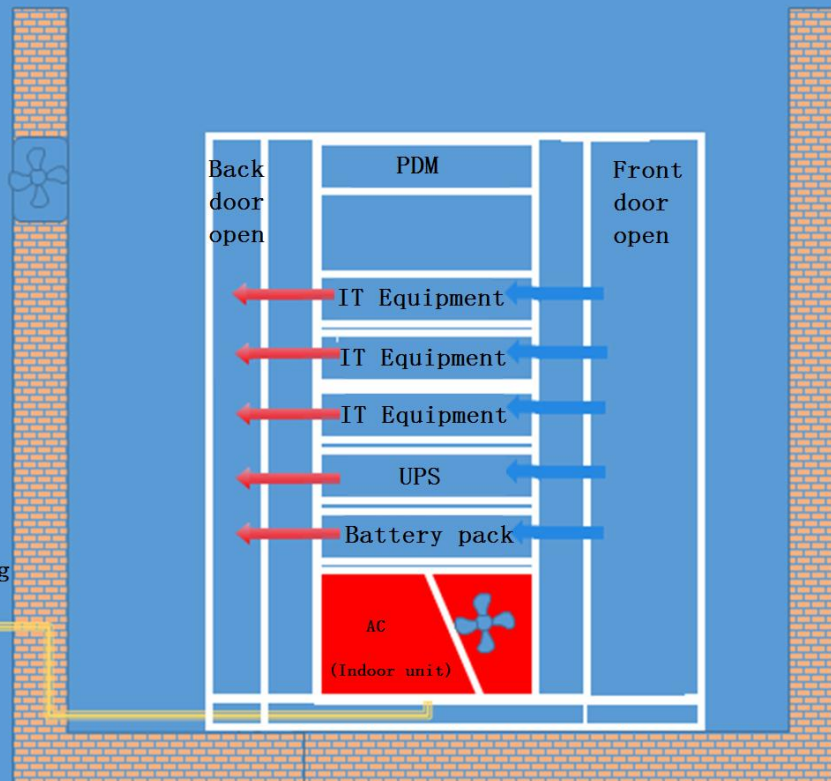 PDM
Back
door
open
Front
door
open
IT Equipment
IT Equipment
IT Equipment
UPS
Battery pack
g
AC
(Indoor unit)